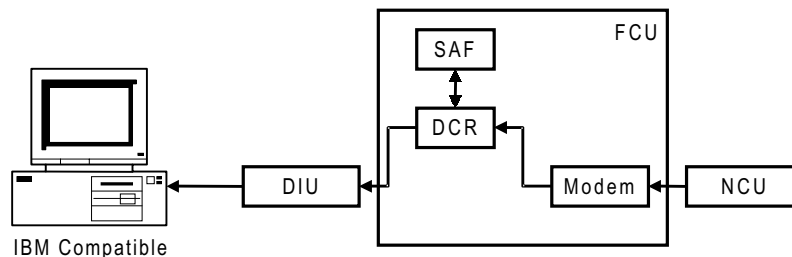 FCU
SAF
DCR
DIU
Modem
NCU
IBM Compatible